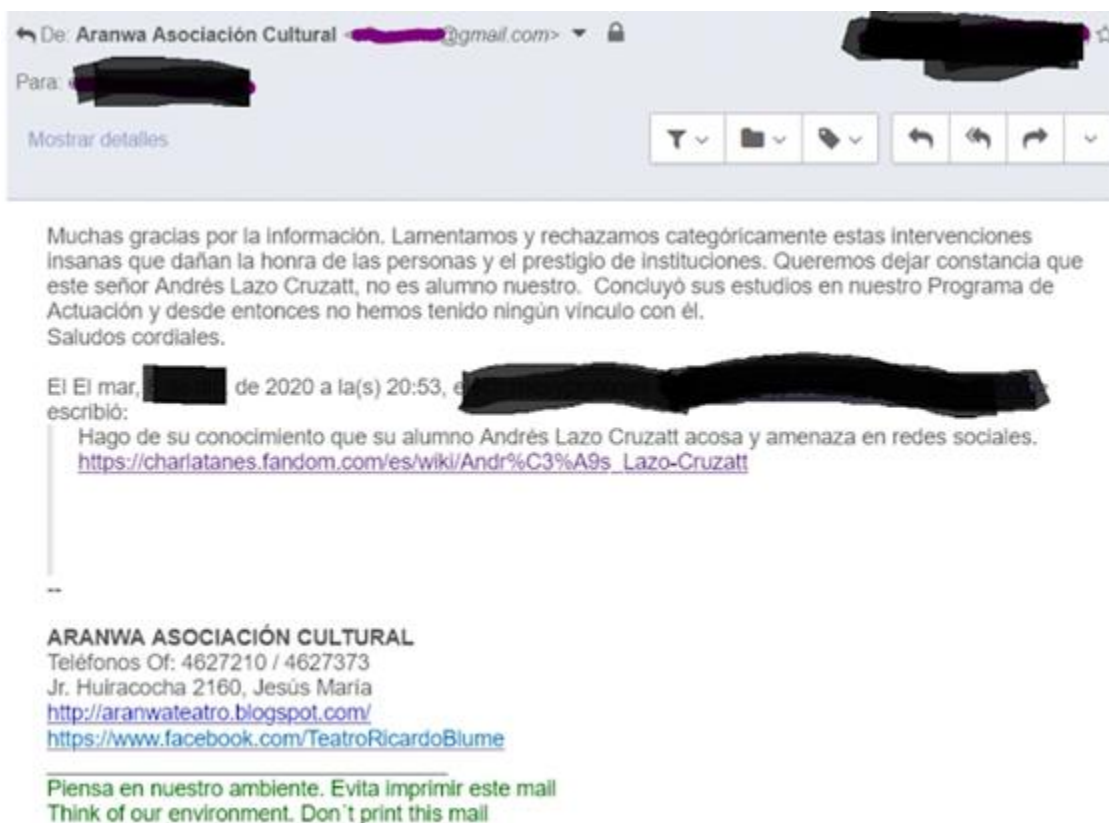 De: Aranwa Asociación Cultural < @gmail.com>
Para:
Mostrar detalles
Muchas gracias por la información. Lamentamos y rechazamos categóricamente estas intervenciones
insanas que dañan la honra de las personas y el prestigio de instituciones. Queremos dejar constancia que
este señor Andrés Lazo Cruzatt, no es alumno nuestro. Concluyó sus estudios en nuestro Programa de
Actuación y desde entonces no hemos tenido ningún vínculo con él.
Saludos cordiales.
El El mar, de 2020 a la(s) 20:53,
escribió:
Hago de su conocimiento que su alumno Andrés Lazo Cruzatt acosa y amenaza en redes sociales.
https://charlatanes.fandom.com/es/wiki/Andr%C3%A9s_Lazo-Cruzatt
--
ARANWA ASOCIACIÓN CULTURAL
Teléfonos Of: 4627210 / 4627373
Jr. Huiracocha 2160, Jesús María
http://aranwateatro.blogspot.com/
https://www.facebook.com/TeatroRicardoBlume
Piensa en nuestro ambiente. Evita imprimir este mail
Think of our environment. Don´t print this mail